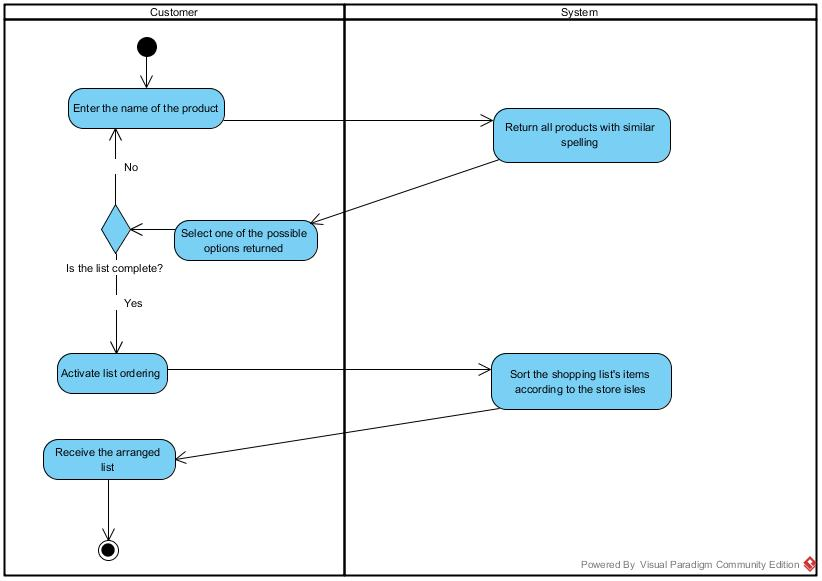 Customer
System
Enter the name of the product
Return all products with similar
spelling
No
Select one of the possible
options returned
Is the list complete?
Yes
Activate list ordering
Sort the shopping list's items
according to the store isles
Receive the arranged
list
Powered By Visual Paradigm Community Edition